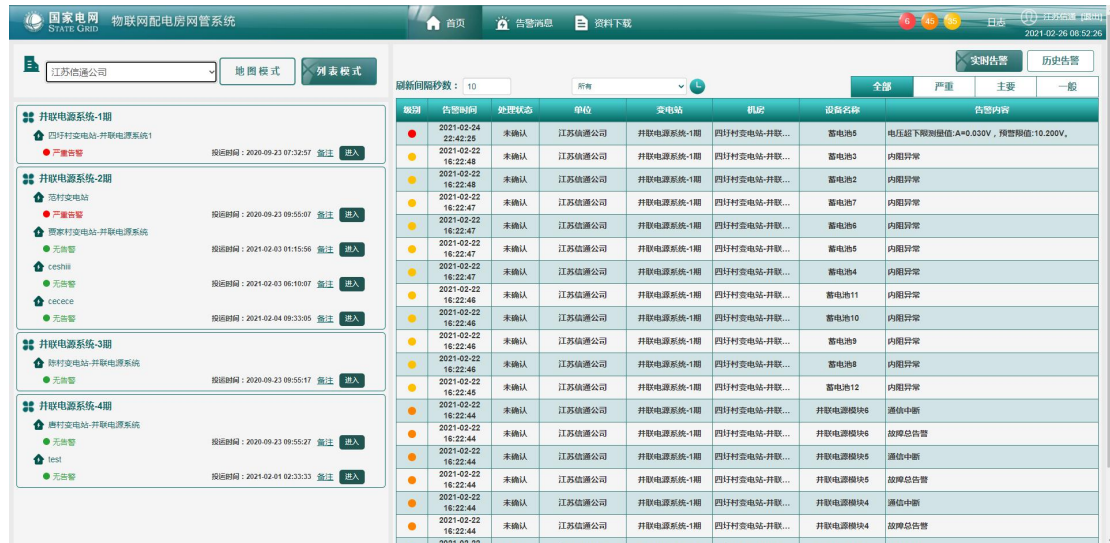 国家电网 物联网配电房网管系统 首页 告警消息 资料下载 6 45 35 日志
STATE GRID
2021-02-26 08:52:26
江苏信通公司 地图模式 列表模式
实时告警 历史告警
刷新间隔秒数： 10 所有 全部 严重 主要 一般
级别 告警时间 处理状态 单位 变电站 机房 设备名称 告警内容
并联电源系统-1期
四圩村变电站-并联电源系统1
严重告警 投运时间：2020-09-23 07:32:57 备注 进入
并联电源系统-2期
范村变电站
严重告警 投运时间：2020-09-23 09:55:07 备注 进入
贾家村变电站-并联电源系统
无告警 投运时间：2021-02-03 01:15:56 备注 进入
ceshiii
无告警 投运时间：2021-02-03 06:10:07 备注 进入
cecece
无告警 投运时间：2021-02-04 09:33:05 备注 进入
并联电源系统-3期
陈村变电站-并联电源系统
无告警 投运时间：2020-09-23 09:55:17 备注 进入
并联电源系统-4期
唐村变电站-并联电源系统
无告警 投运时间：2020-09-23 09:55:27 备注 进入
test
无告警 投运时间：2021-02-01 02:33:33 备注 进入
2021-02-24 22:42:25 未确认 江苏信通公司 并联电源系统-1期 四圩村变电站-并联... 蓄电池5 电压超下限测量值:A=0.030V，预警限值:10.200V。
2021-02-22 16:22:48 未确认 江苏信通公司 并联电源系统-1期 四圩村变电站-并联... 蓄电池3 内阻异常
2021-02-22 16:22:48 未确认 江苏信通公司 并联电源系统-1期 四圩村变电站-并联... 蓄电池2 内阻异常
2021-02-22 16:22:47 未确认 江苏信通公司 并联电源系统-1期 四圩村变电站-并联... 蓄电池7 内阻异常
2021-02-22 16:22:47 未确认 江苏信通公司 并联电源系统-1期 四圩村变电站-并联... 蓄电池6 内阻异常
2021-02-22 16:22:47 未确认 江苏信通公司 并联电源系统-1期 四圩村变电站-并联... 蓄电池5 内阻异常
2021-02-22 16:22:47 未确认 江苏信通公司 并联电源系统-1期 四圩村变电站-并联... 蓄电池4 内阻异常
2021-02-22 16:22:46 未确认 江苏信通公司 并联电源系统-1期 四圩村变电站-并联... 蓄电池11 内阻异常
2021-02-22 16:22:46 未确认 江苏信通公司 并联电源系统-1期 四圩村变电站-并联... 蓄电池10 内阻异常
2021-02-22 16:22:46 未确认 江苏信通公司 并联电源系统-1期 四圩村变电站-并联... 蓄电池9 内阻异常
2021-02-22 16:22:46 未确认 江苏信通公司 并联电源系统-1期 四圩村变电站-并联... 蓄电池8 内阻异常
2021-02-22 16:22:45 未确认 江苏信通公司 并联电源系统-1期 四圩村变电站-并联... 蓄电池12 内阻异常
2021-02-22 16:22:44 未确认 江苏信通公司 并联电源系统-1期 四圩村变电站-并联... 并联电源模块6 通信中断
2021-02-22 16:22:44 未确认 江苏信通公司 并联电源系统-1期 四圩村变电站-并联... 并联电源模块6 故障总告警
2021-02-22 16:22:44 未确认 江苏信通公司 并联电源系统-1期 四圩村变电站-并联... 并联电源模块5 通信中断
2021-02-22 16:22:44 未确认 江苏信通公司 并联电源系统-1期 四圩村变电站-并联... 并联电源模块5 故障总告警
2021-02-22 16:22:44 未确认 江苏信通公司 并联电源系统-1期 四圩村变电站-并联... 并联电源模块4 通信中断
2021-02-22 16:22:44 未确认 江苏信通公司 并联电源系统-1期 四圩村变电站-并联... 并联电源模块4 故障总告警